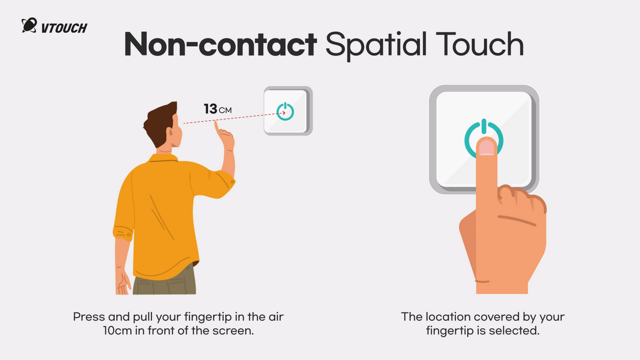 VTOUCH
Non-contact Spatial Touch
13 CM
Press and pull your fingertip in the air
10cm in front of the screen.
The location covered by your
fingertip is selected.